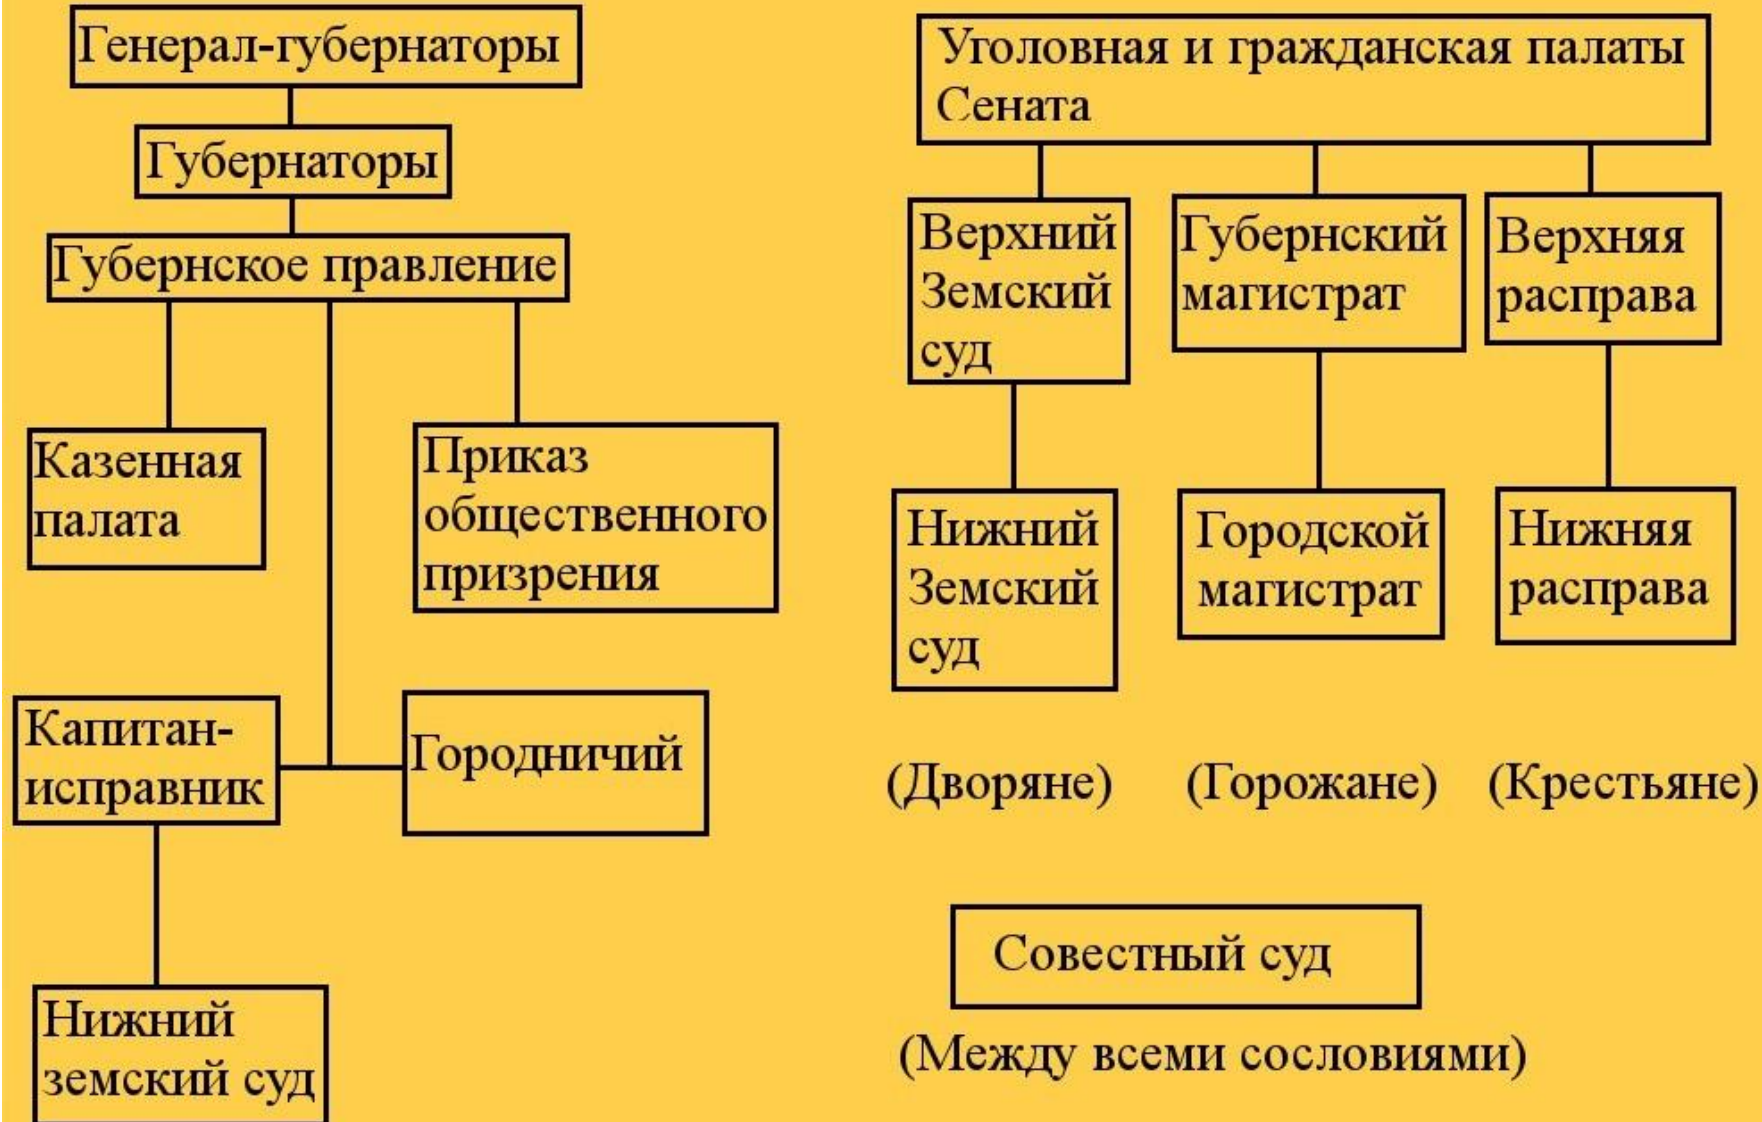 Генерал-губернаторы
Губернаторы
Губернское правление
Казенная
палата
Приказ
общественного
призрения
Капитан-
исправник
Городничий
Нижний
земский суд
Уголовная и гражданская палаты
Сената
Верхний
Земский
суд
Губернский
магистрат
Верхняя
расправа
Нижний
Земский
суд
Городской
магистрат
Нижняя
расправа
(Дворяне)
(Горожане)
(Крестьяне)
Совестный суд
(Между всеми сословиями)